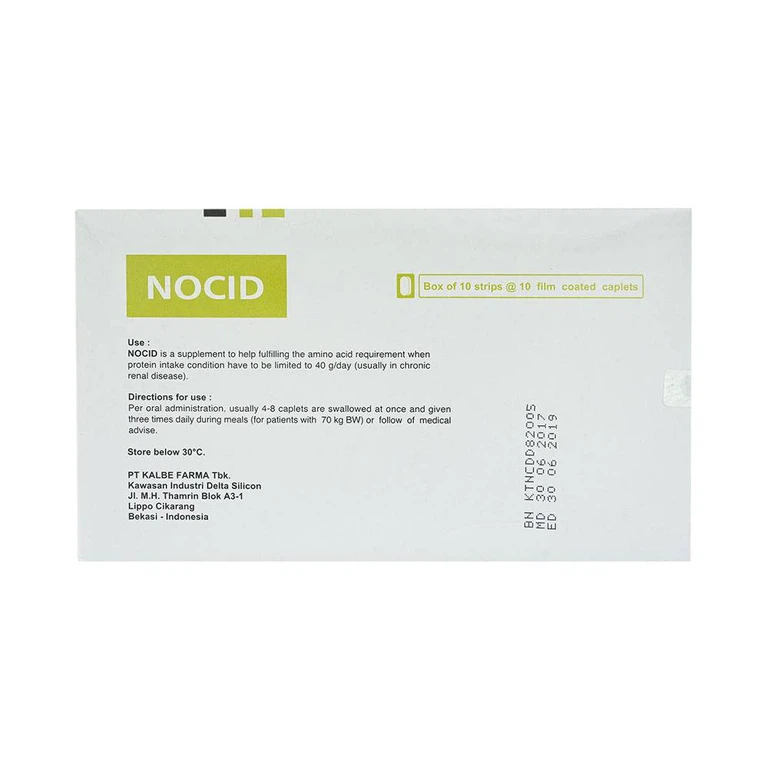 NOCID
Box of 10 strips @ 10 film coated caplets
Use :
NOCID is a supplement to help fulfilling the amino acid requirement when
protein intake condition have to be limited to 40 g/day (usually in chronic
renal disease).
Directions for use :
Per oral administration, usually 4-8 caplets are swallowed at once and given
three times daily during meals (for patients with 70 kg BW) or follow of medical
advise.
Store below 30°C.
PT KALBE FARMA Tbk.
Kawasan Industri Delta Silicon
Jl. M.H. Thamrin Blok A3-1
Lippo Cikarang
Bekasi - Indonesia
BN KTNCDD82005
MD 30 06 2017
ED 30 06 2019